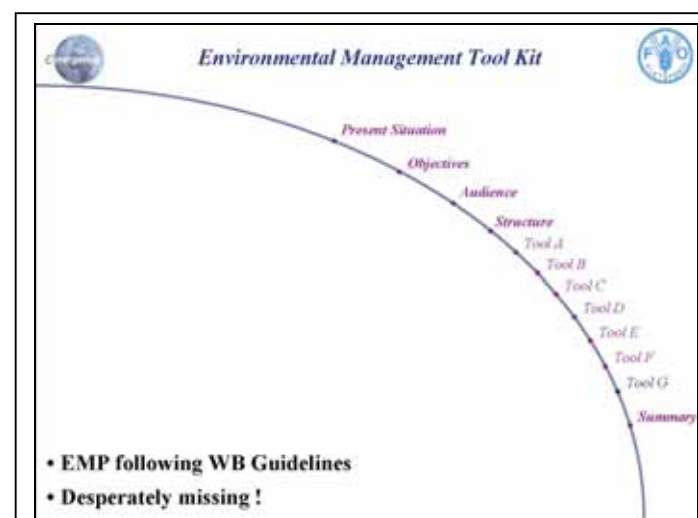 Environmental Management Tool Kit
F A O
Present Situation
Objectives
Audience
Structure
Tool A
Tool B
Tool C
Tool D
Tool E
Tool F
Tool G
Summary
• EMP following WB Guidelines
• Desperately missing !